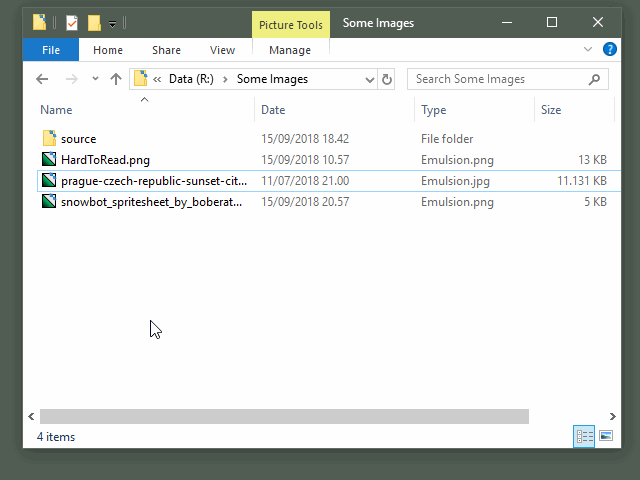 Picture Tools Some Images
File Home Share View Manage
« Data (R:) › Some Images Search Some Images
Name Date Type Size
source 15/09/2018 18.42 File folder
HardToRead.png 15/09/2018 10.57 Emulsion.png 13 KB
prague-czech-republic-sunset-cit... 11/07/2018 21.00 Emulsion.jpg 11.131 KB
snowbot_spritesheet_by_boberat... 15/09/2018 20.57 Emulsion.png 5 KB
4 items